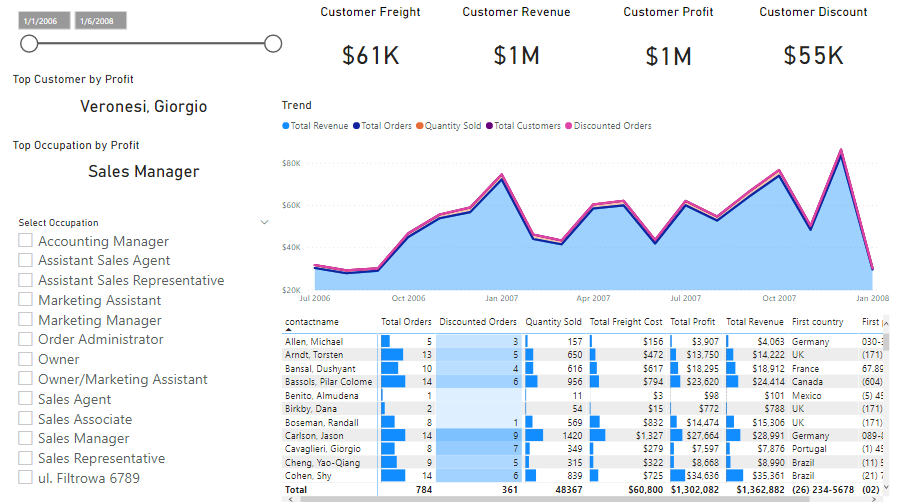 1/1/2006 1/6/2008
Customer Freight Customer Revenue Customer Profit Customer Discount
$61K $1M $1M $55K
Top Customer by Profit
Veronesi, Giorgio
Top Occupation by Profit
Sales Manager
Select Occupation
Accounting Manager
Assistant Sales Agent
Assistant Sales Representative
Marketing Assistant
Marketing Manager
Order Administrator
Owner
Owner/Marketing Assistant
Sales Agent
Sales Associate
Sales Manager
Sales Representative
ul. Filtrowa 6789
Trend
Total Revenue Total Orders Quantity Sold Total Customers Discounted Orders
$80K
$60K
$40K
$20K
Jul 2006 Oct 2006 Jan 2007 Apr 2007 Jul 2007 Oct 2007 Jan 2008
contactname Total Orders Discounted Orders Quantity Sold Total Freight Cost Total Profit Total Revenue First country First
Allen, Michael 5 3 157 $156 $3,907 $4,063 Germany 030-
Arndt, Torsten 13 5 650 $472 $13,750 $14,222 UK (171)
Bansal, Dushyant 10 4 616 $617 $18,295 $18,912 France 67.89
Bassols, Pilar Colome 14 6 956 $794 $23,620 $24,414 Canada (604)
Benito, Almudena 1 11 $3 $98 $101 Mexico (5) 45
Birkby, Dana 2 54 $15 $772 $788 UK (171)
Boseman, Randall 8 1 569 $832 $14,474 $15,306 UK (171)
Carlson, Jason 14 9 1420 $1,327 $27,664 $28,991 Germany 089-
Cavaglieri, Giorgio 8 7 349 $279 $7,597 $7,876 Portugal (1) 45
Cheng, Yao-Qiang 9 5 315 $322 $8,668 $8,990 Brazil (11) 5
Cohen, Shy 14 6 839 $725 $34,636 $35,361 Brazil (21) 5
Total 784 361 48367 $60,800 $1,302,082 $1,362,882 (26) 234-5678 (02)